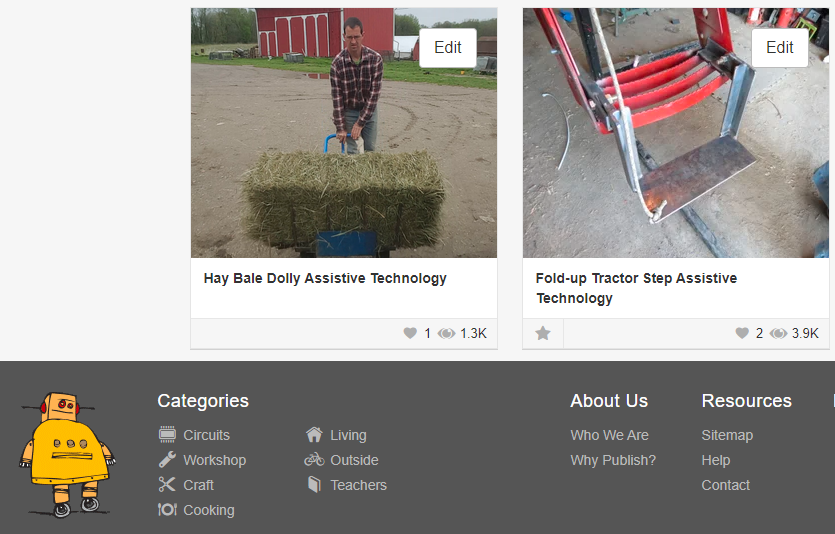 Edit
Edit
Hay Bale Dolly Assistive Technology
Fold-up Tractor Step Assistive
Technology
1 1.3K
2 3.9K
Categories
Circuits
Workshop
Craft
Cooking
Living
Outside
Teachers
About Us
Who We Are
Why Publish?
Resources
Sitemap
Help
Contact